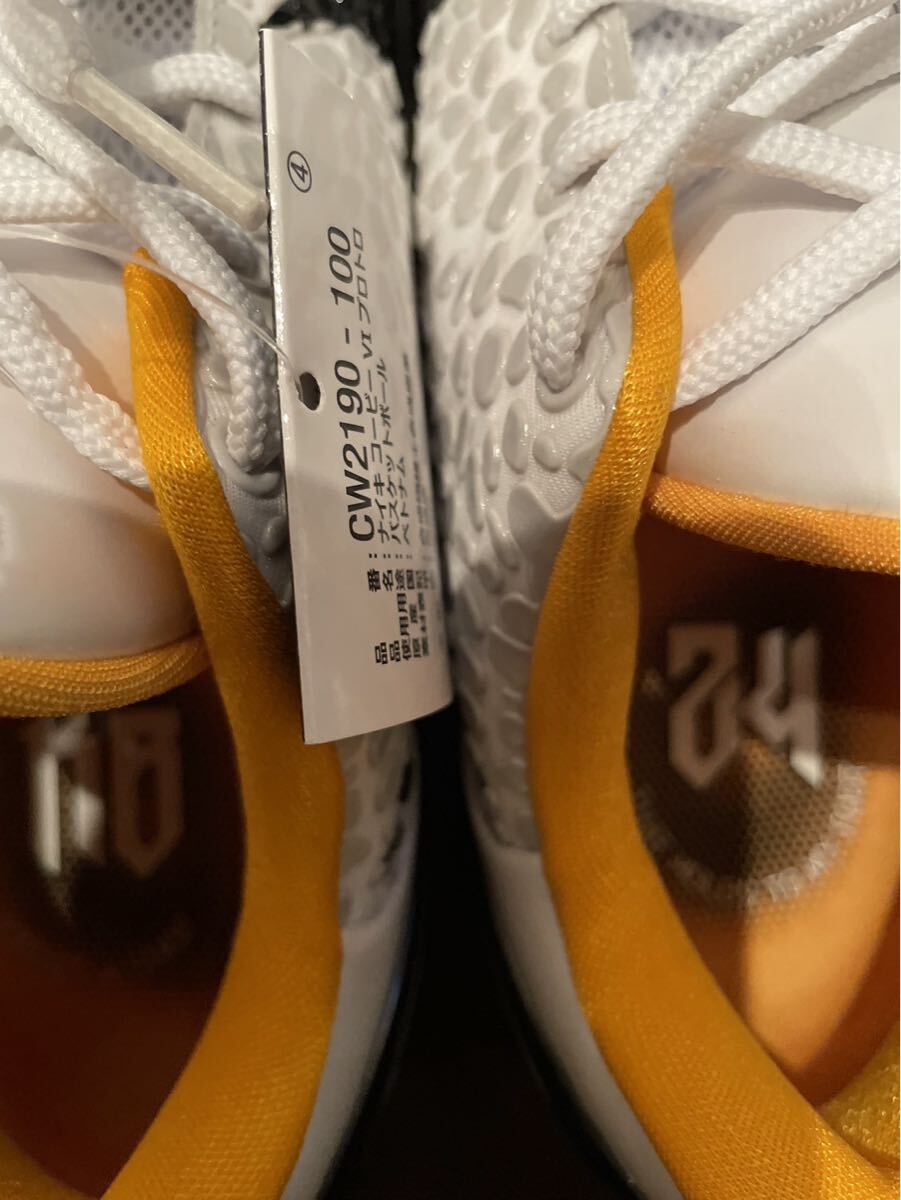 ④
品番：CW2190 - 100
品名：ナイキ コービー VI プロトロ
使用用途：バスケットボール
原産国：ベトナム
24